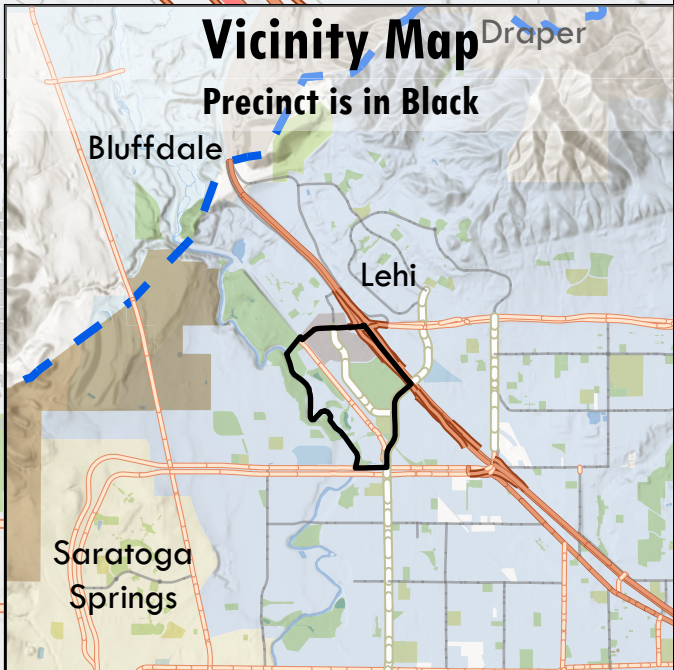 Vicinity Map
Draper
Precinct is in Black
Bluffdale
Lehi
Saratoga
Springs